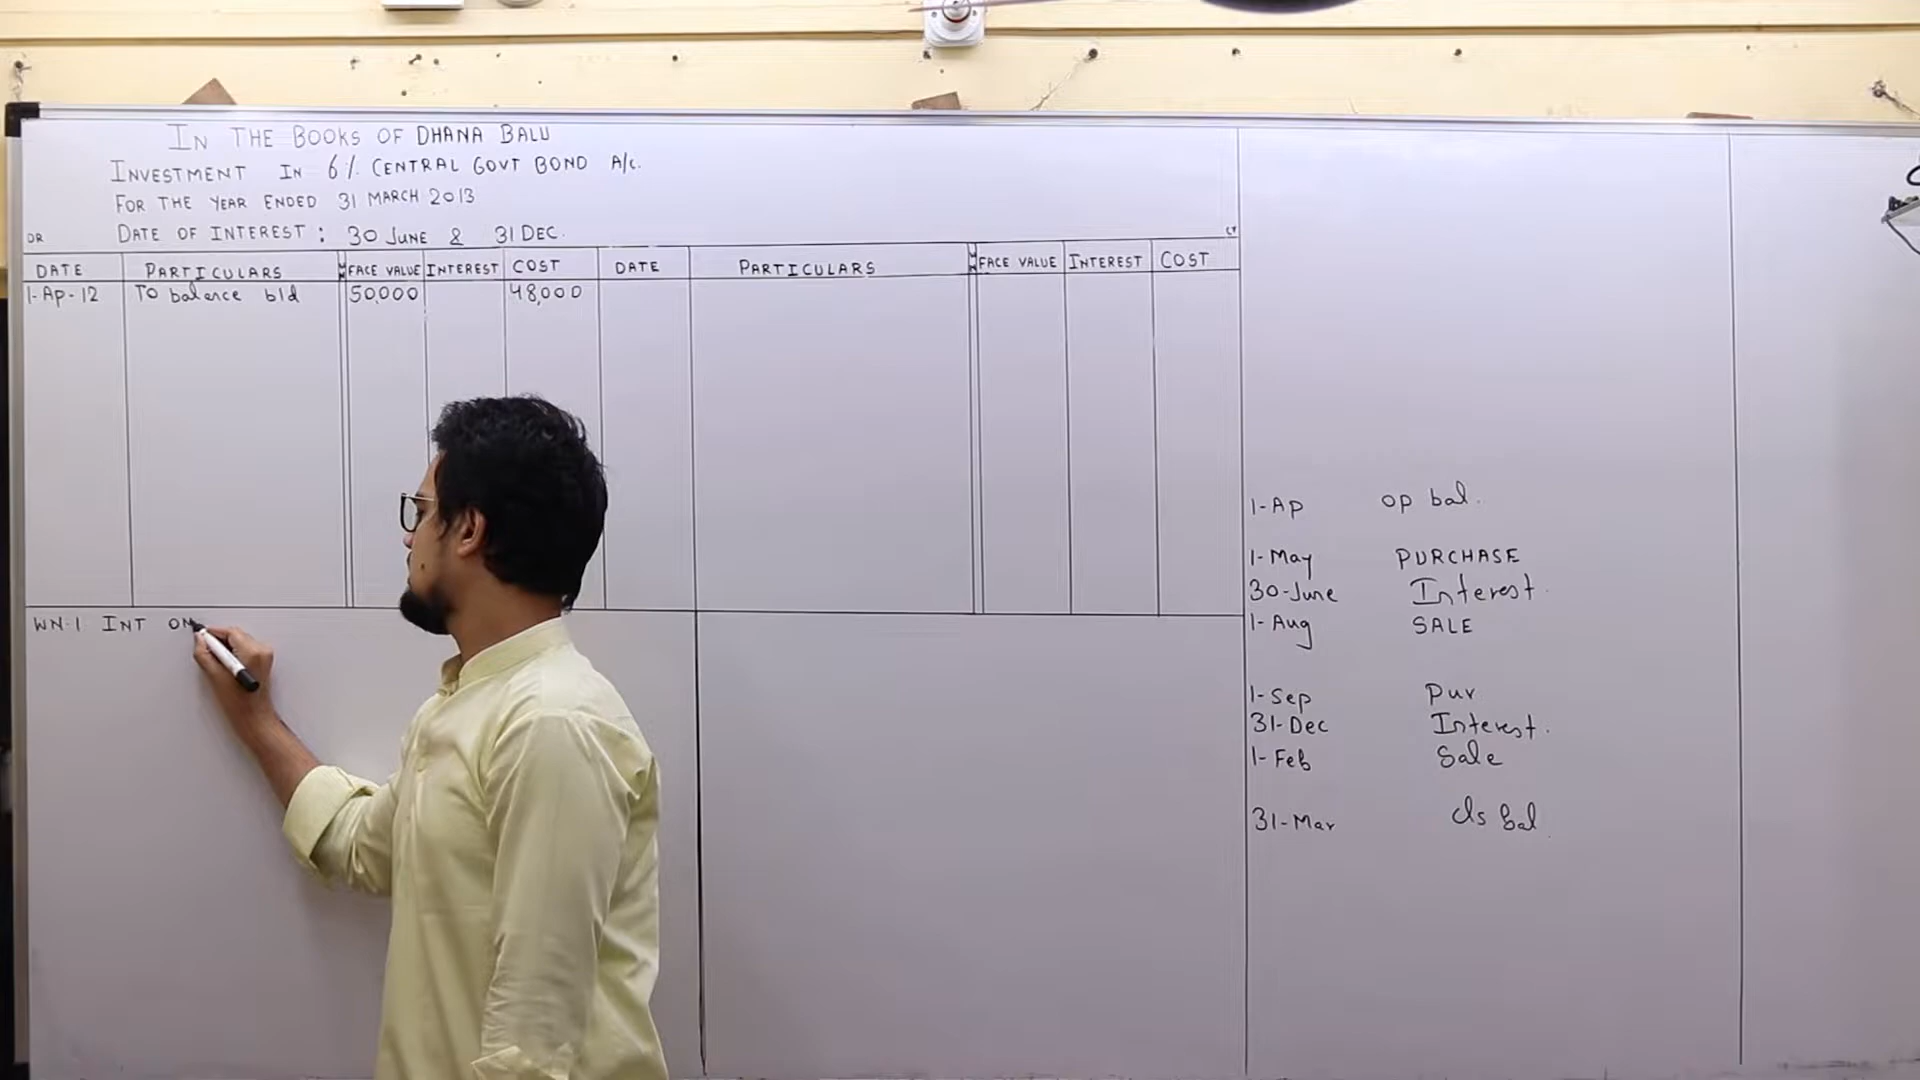 IN THE BOOKS OF DHANA BALU
INVESTMENT IN 6% CENTRAL GOVT BOND A/c.
FOR THE YEAR ENDED 31 MARCH 2013
DR DATE OF INTEREST : 30 JUNE & 31 DEC. CR
DATE PARTICULARS FACE VALUE INTEREST COST DATE PARTICULARS FACE VALUE INTEREST COST
1-Ap-12 TO balance b/d 50,000 48,000
WN:1 INT ON
1-Ap op bal.
1-May PURCHASE
30-June Interest.
1-Aug SALE
1-Sep Pur
31-Dec Interest.
1-Feb Sale
31-Mar cls bal.